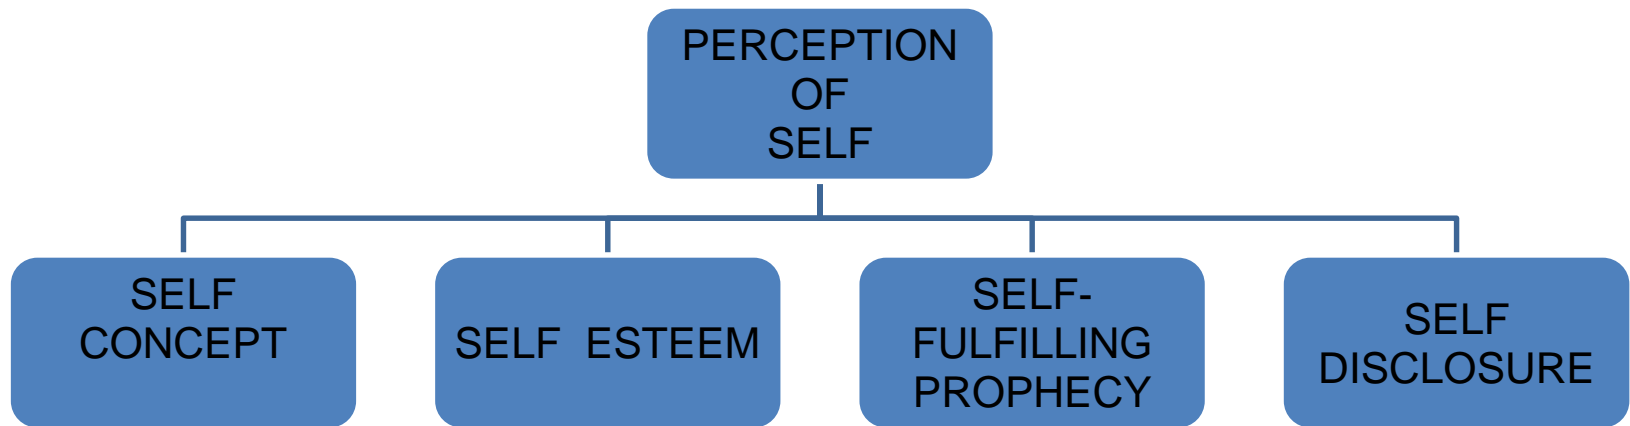 PERCEPTION
OF
SELF
SELF
CONCEPT
SELF ESTEEM
SELF-
FULFILLING
PROPHECY
SELF
DISCLOSURE